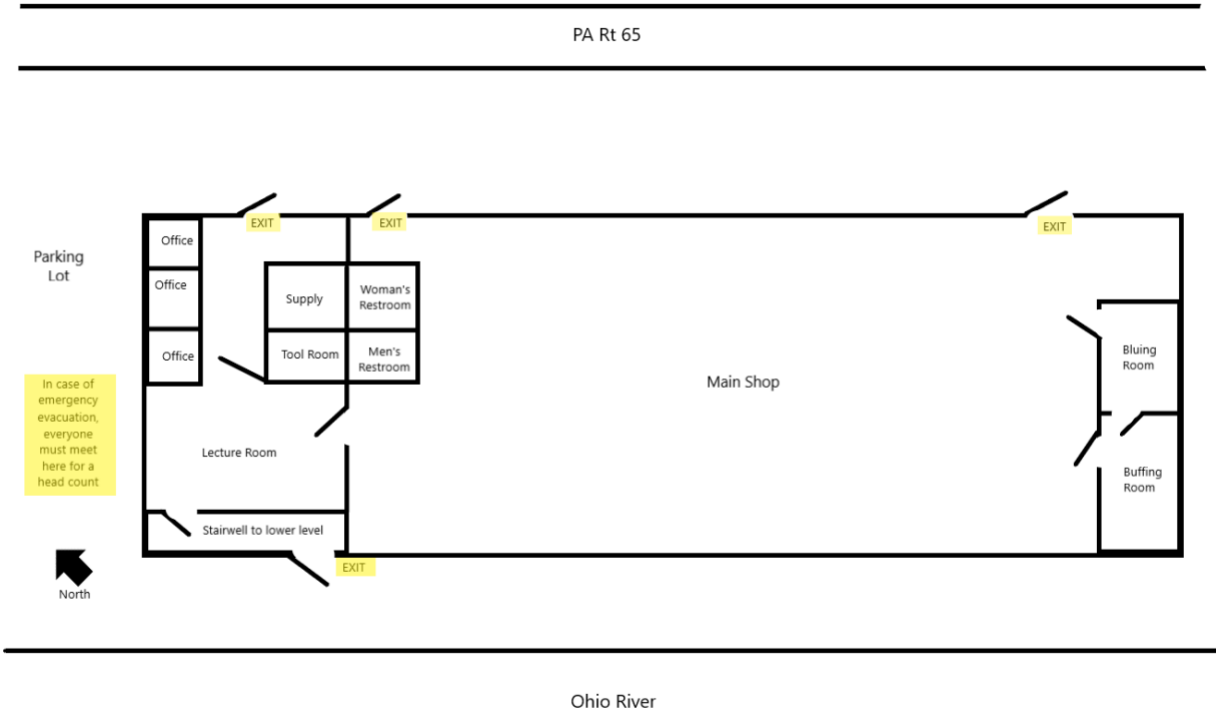 PA Rt 65
EXIT
EXIT
EXIT
Parking
Lot
Office
Office
Office
Supply
Woman's
Restroom
Tool Room
Men's
Restroom
Main Shop
Bluing
Room
Buffing
Room
In case of
emergency
evacuation,
everyone
must meet
here for a
head count
Lecture Room
Stairwell to lower level
EXIT
North
Ohio River